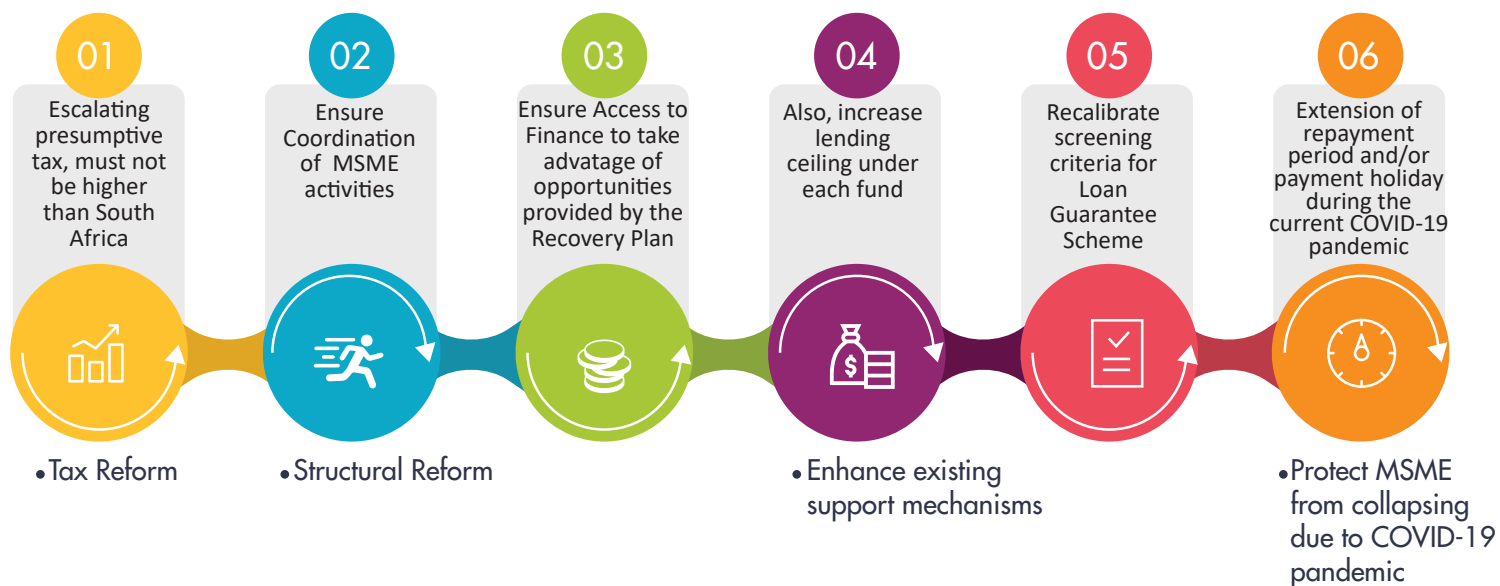 01
Escalating
presumptive
tax, must not
be higher
than South
Africa
• Tax Reform
02
Ensure
Coordination
of MSME
activities
• Structural Reform
03
Ensure Access to
Finance to take
advatage of
opportunities
provided by the
Recovery Plan
04
Also, increase
lending
ceiling under
each fund
$
• Enhance existing
support mechanisms
05
Recalibrate
screening
criteria for
Loan
Guarantee
Scheme
06
Extension of
repayment
period and/or
payment holiday
during the
current COVID-19
pandemic
• Protect MSME
from collapsing
due to COVID-19
pandemic